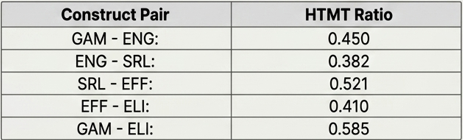 Construct Pair HTMT Ratio
GAM - ENG: 0.450
ENG - SRL: 0.382
SRL - EFF: 0.521
EFF - ELI: 0.410
GAM - ELI: 0.585